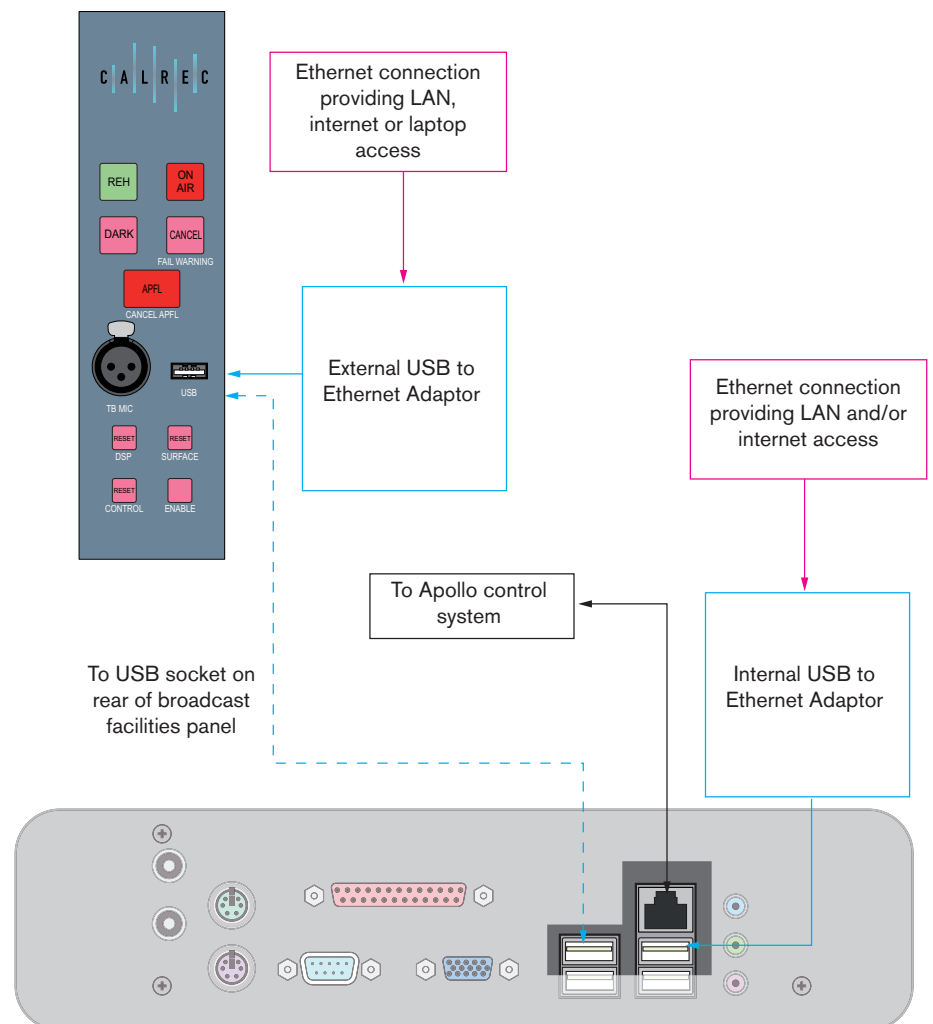 CALREC
REH
ON
AIR
DARK
CANCEL
FAIL WARNING
APFL
CANCEL APFL
TB MIC
USB
RESET
RESET
DSP
SURFACE
RESET
CONTROL
ENABLE
Ethernet connection
providing LAN,
internet or laptop
access
External USB to
Ethernet Adaptor
Ethernet connection
providing LAN and/or
internet access
To Apollo control
system
Internal USB to
Ethernet Adaptor
To USB socket on
rear of broadcast
facilities panel